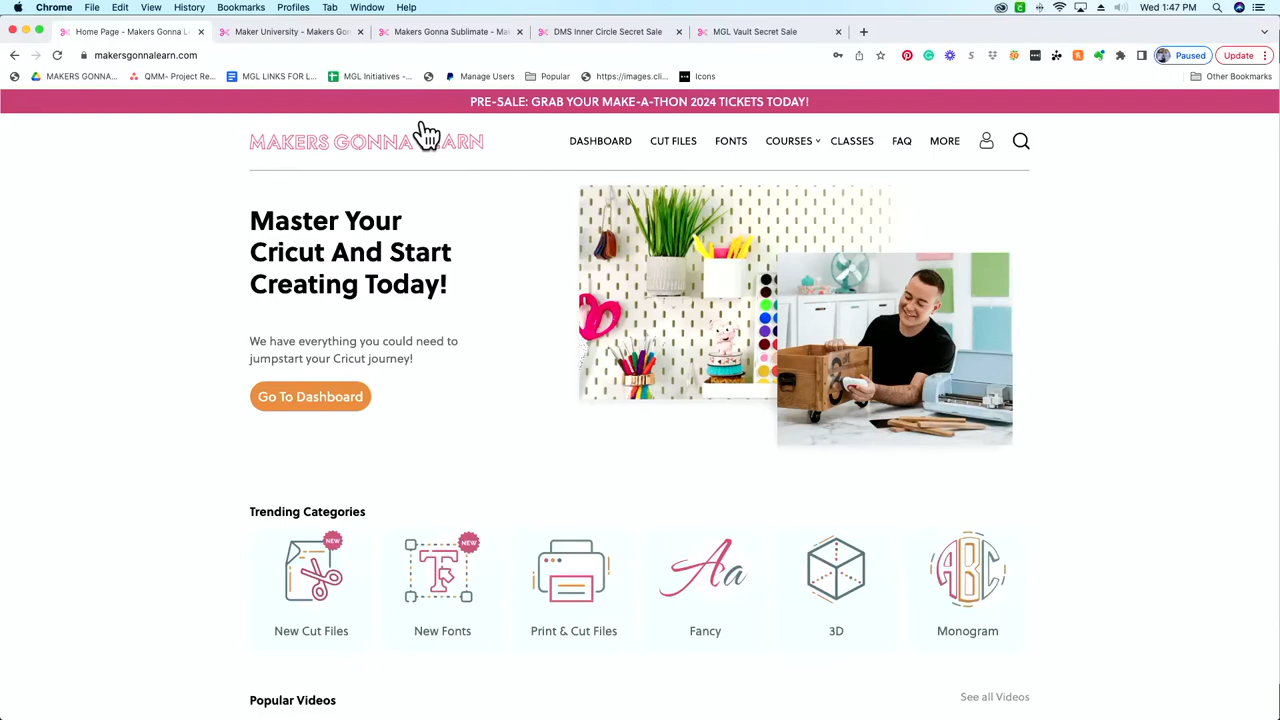 Chrome File Edit View History Bookmarks Profiles Tab Window Help Wed 1:47 PM
Home Page - Makers Gonna L
Maker University - Makers Gon
Makers Gonna Sublimate - Ma
DMS Inner Circle Secret Sale
MGL Vault Secret Sale
makersgonnalearn.com
Paused
Update
MAKERS GONNA...
QMM- Project Re...
MGL LINKS FOR L...
MGL Initiatives -...
Manage Users
Popular
https://images.cli...
Icons
Other Bookmarks
PRE-SALE: GRAB YOUR MAKE-A-THON 2024 TICKETS TODAY!
MAKERS GONNA LEARN
DASHBOARD CUT FILES FONTS COURSES CLASSES FAQ MORE
Master Your
Cricut And Start
Creating Today!
We have everything you could need to
jumpstart your Cricut journey!
Go To Dashboard
Trending Categories
NEW
NEW
T
Aa
ABC
New Cut Files
New Fonts
Print & Cut Files
Fancy
3D
Monogram
Popular Videos
See all Videos